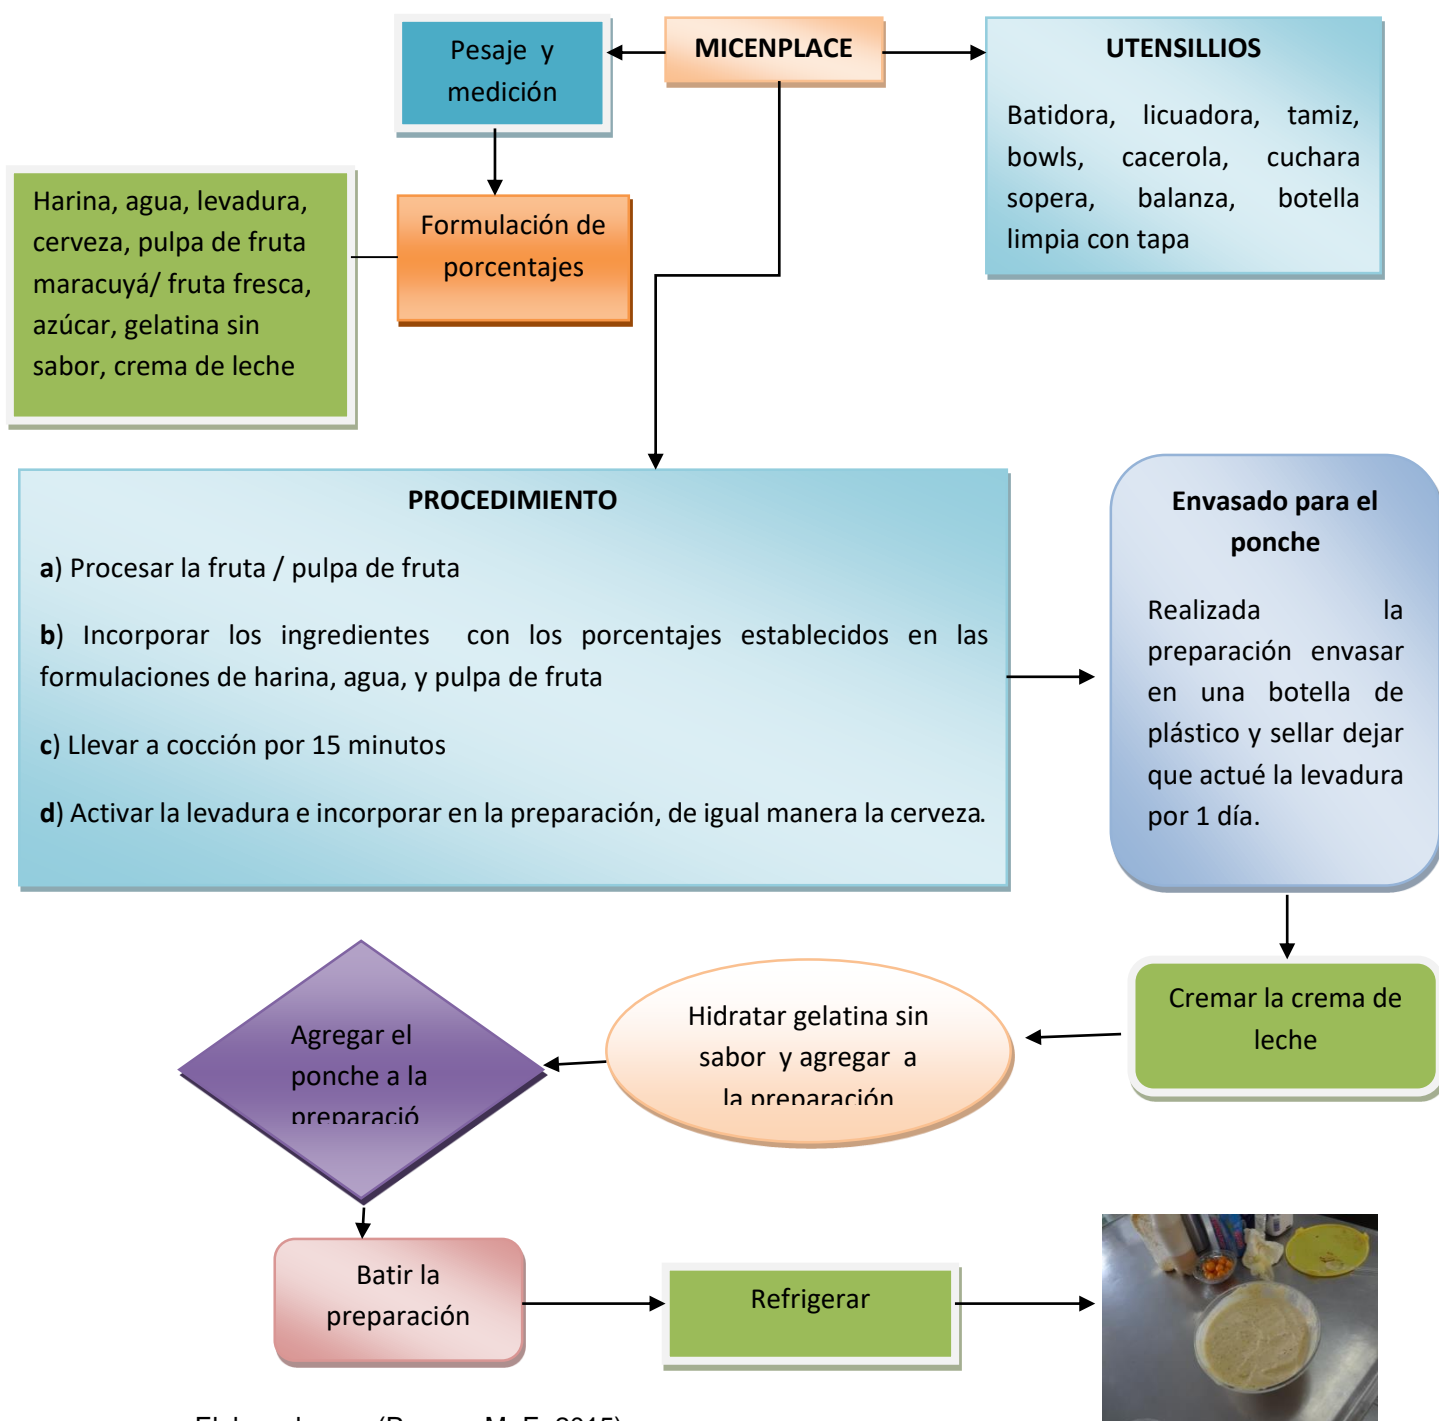 Pesaje y
medición
MICENPLACE
UTENSILLIOS
Batidora, licuadora, tamiz,
bowls, cacerola, cuchara
sopera, balanza, botella
limpia con tapa
Harina, agua, levadura,
cerveza, pulpa de fruta
maracuyá/ fruta fresca,
azúcar, gelatina sin
sabor, crema de leche
Formulación de
porcentajes
PROCEDIMIENTO
a) Procesar la fruta / pulpa de fruta
b) Incorporar los ingredientes con los porcentajes establecidos en las
formulaciones de harina, agua, y pulpa de fruta
c) Llevar a cocción por 15 minutos
d) Activar la levadura e incorporar en la preparación, de igual manera la cerveza.
Envasado para el
ponche
Realizada la
preparación envasar
en una botella de
plástico y sellar dejar
que actué la levadura
por 1 día.
Cremar la crema de
leche
Hidratar gelatina sin
sabor y agregar a
la preparación
Agregar el
ponche a la
preparació
Batir la
preparación
Refrigerar
M. E. 2015)